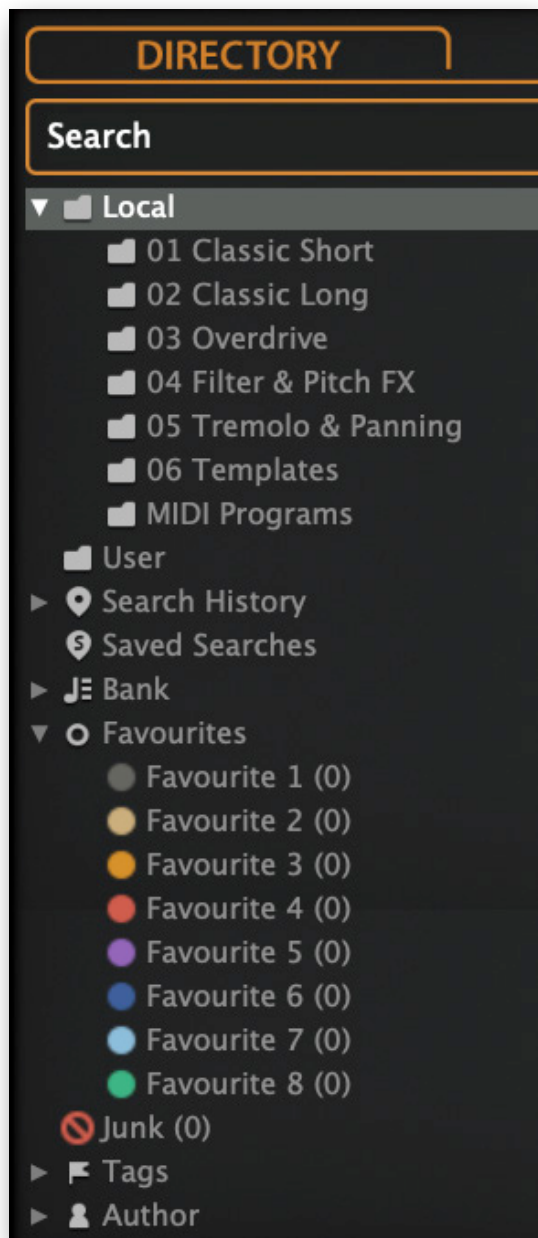 DIRECTORY
Search
Local
01 Classic Short
02 Classic Long
03 Overdrive
04 Filter & Pitch FX
05 Tremolo & Panning
06 Templates
MIDI Programs
User
Search History
S Saved Searches
Bank
Favourites
Favourite 1 (0)
Favourite 2 (0)
Favourite 3 (0)
Favourite 4 (0)
Favourite 5 (0)
Favourite 6 (0)
Favourite 7 (0)
Favourite 8 (0)
Junk (0)
Tags
Author